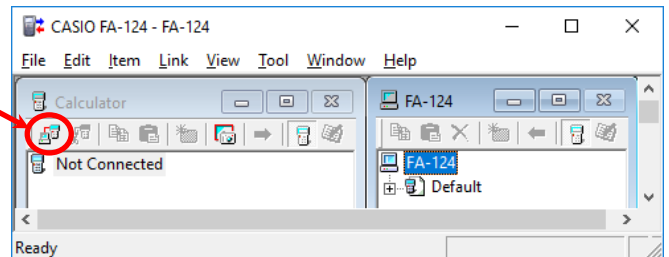 CASIO FA-124 - FA-124
File Edit Item Link View Tool Window Help
Calculator
FA-124
Not Connected
FA-124
Default
Ready